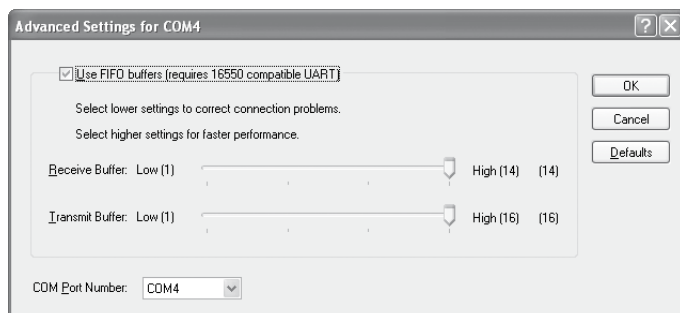 Advanced Settings for COM4
Use FIFO buffers (requires 16550 compatible UART)
Select lower settings to correct connection problems.
Select higher settings for faster performance.
Receive Buffer: Low (1) High (14) (14)
Transmit Buffer: Low (1) High (16) (16)
COM Port Number: COM4
OK
Cancel
Defaults